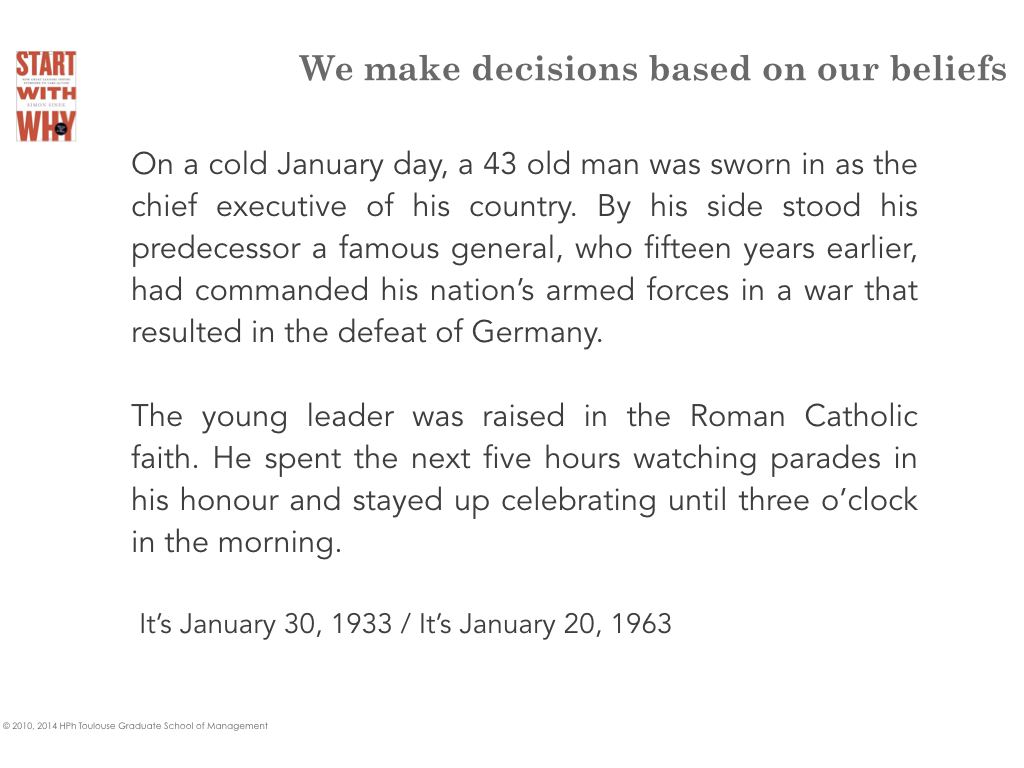 START
WITH
SIMON SINEK
WHY
We make decisions based on our beliefs
On a cold January day, a 43 old man was sworn in as the
chief executive of his country. By his side stood his
predecessor a famous general, who fifteen years earlier,
had commanded his nation’s armed forces in a war that
resulted in the defeat of Germany.
The young leader was raised in the Roman Catholic
faith. He spent the next five hours watching parades in
his honour and stayed up celebrating until three o’clock
in the morning.
It’s January 30, 1933 / It’s January 20, 1963
© 2010, 2014 HPh Toulouse Graduate School of Management